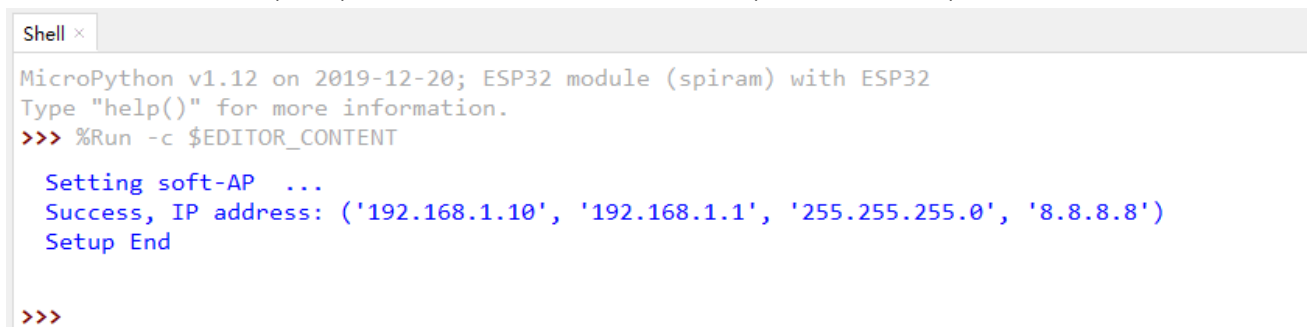 Shell ×
MicroPython v1.12 on 2019-12-20; ESP32 module (spiram) with ESP32
Type "help()" for more information.
>>> %Run -c $EDITOR_CONTENT
Setting soft-AP  ...
Success, IP address: ('192.168.1.10', '192.168.1.1', '255.255.255.0', '8.8.8.8')
Setup End
>>>